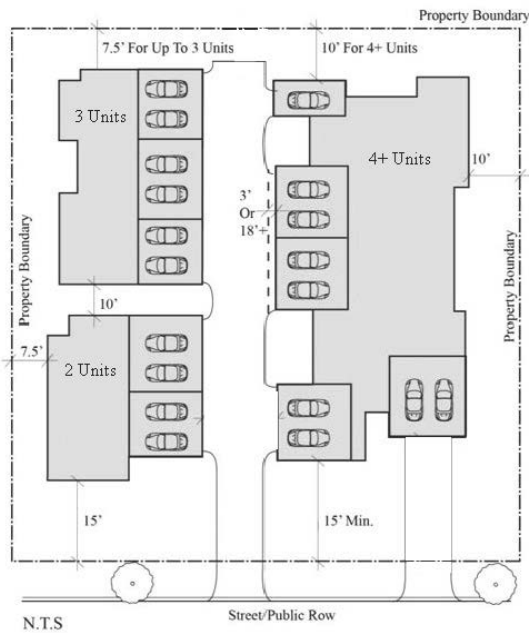 Property Boundary
7.5' For Up To 3 Units
10' For 4+ Units
3 Units
4+ Units
10'
3'
Or
18'+
Property Boundary
Property Boundary
10'
7.5'
2 Units
15'
15' Min.
Street/Public Row
N.T.S